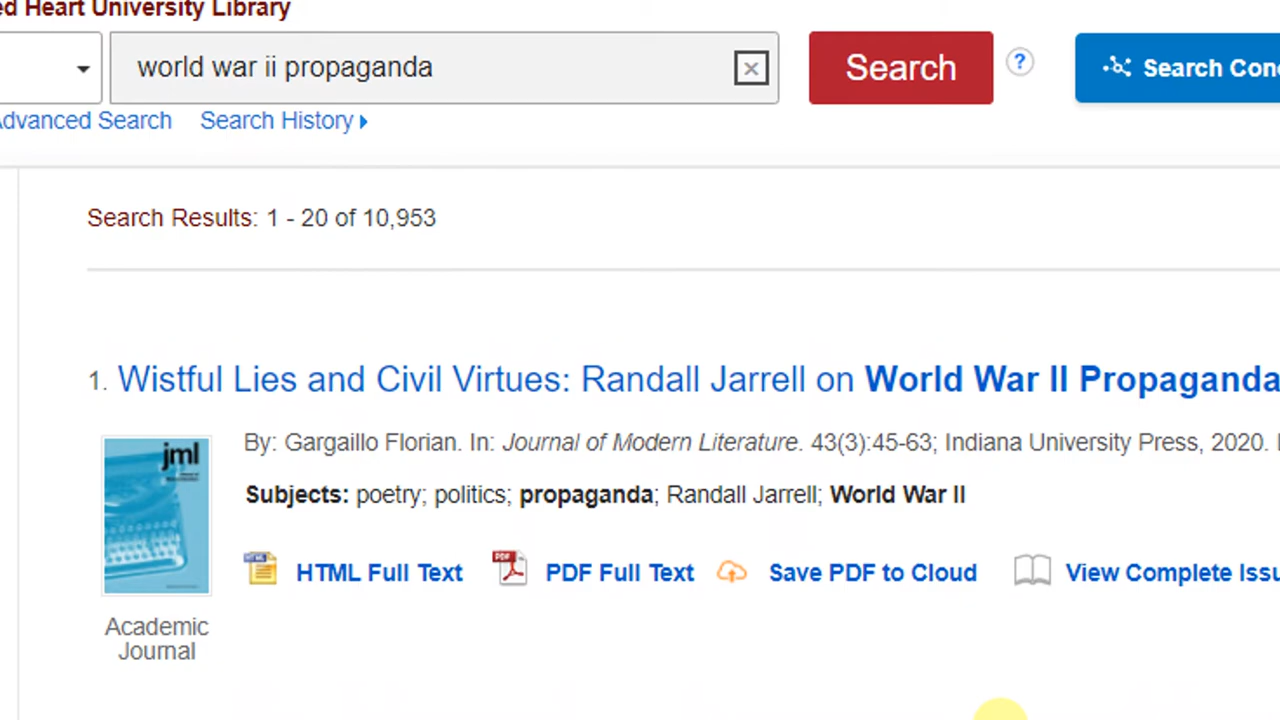 ed Heart University Library
world war ii propaganda
Search
?
Search Con
Advanced Search Search History
Search Results: 1 - 20 of 10,953
1. Wistful Lies and Civil Virtues: Randall Jarrell on World War II Propaganda
By: Gargaillo Florian. In: Journal of Modern Literature. 43(3):45-63; Indiana University Press, 2020.
jml
Subjects: poetry; politics; propaganda; Randall Jarrell; World War II
HTML Full Text PDF Full Text Save PDF to Cloud View Complete Issu
Academic
Journal